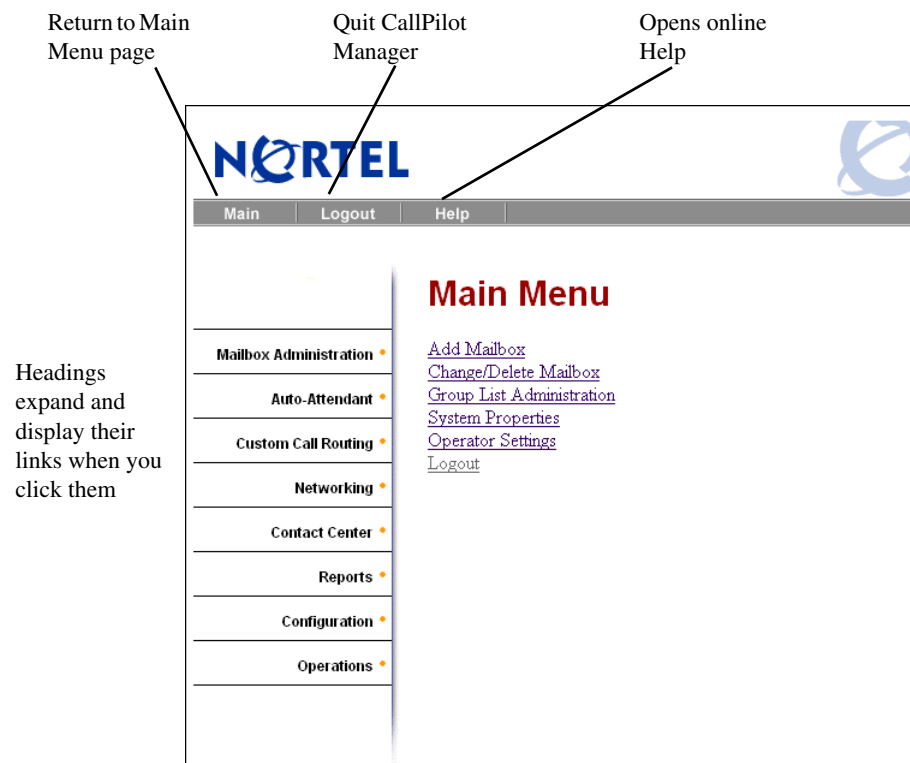 Return to Main
Menu page
Quit CallPilot
Manager
Opens online
Help
NORTEL
Main
Logout
Help
Headings
expand and
display their
links when you
click them
Mailbox Administration
Auto-Attendant
Custom Call Routing
Networking
Contact Center
Reports
Configuration
Operations
Main Menu
Add Mailbox
Change/Delete Mailbox
Group List Administration
System Properties
Operator Settings
Logout